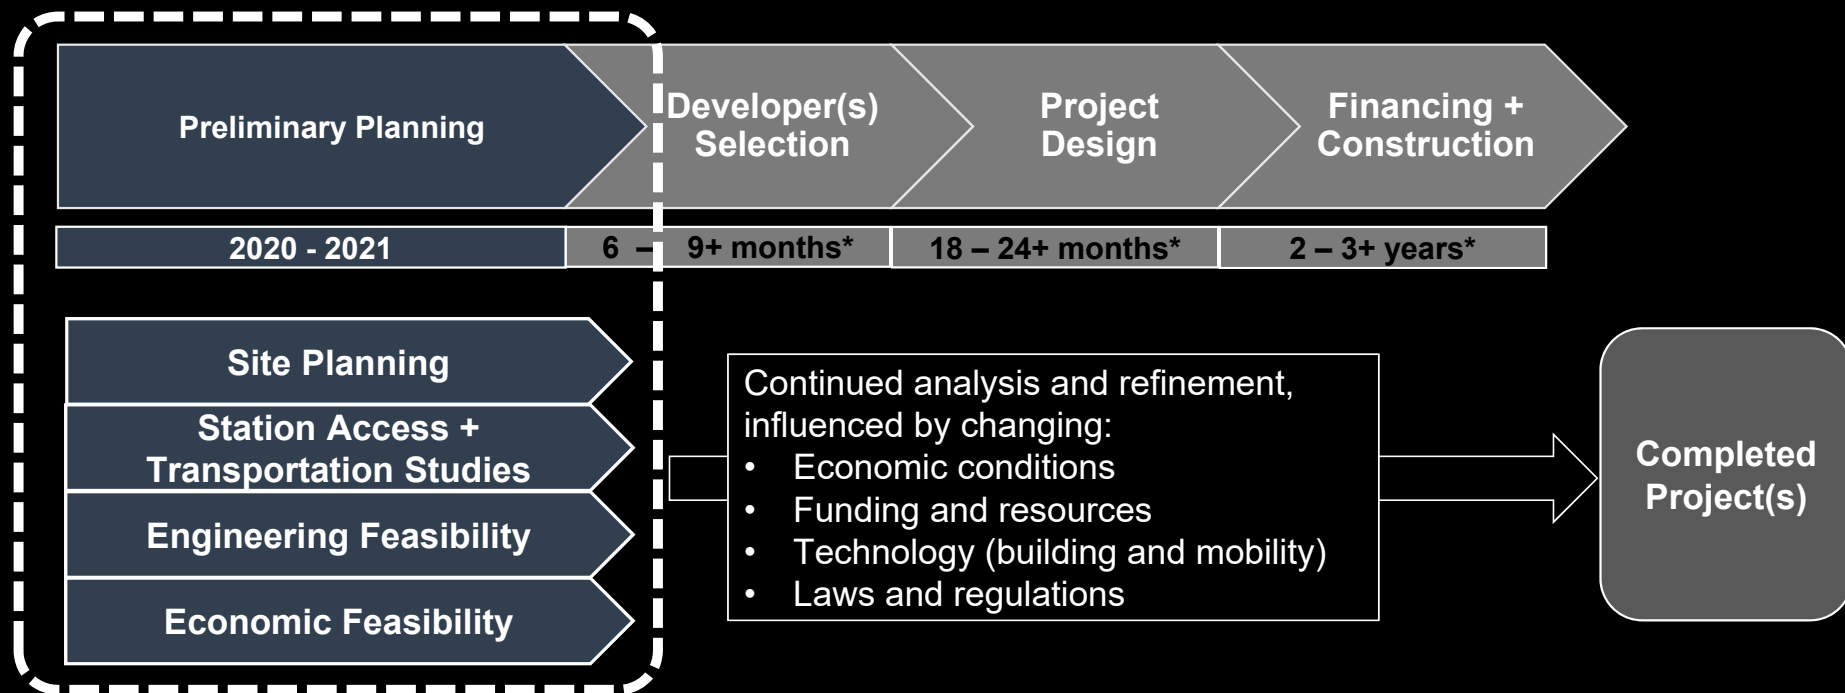 Preliminary Planning
Developer(s)
Selection
Project
Design
Financing +
Construction
2020 - 2021
6 – 9+ months*
18 – 24+ months*
2 – 3+ years*
Site Planning
Station Access +
Transportation Studies
Engineering Feasibility
Economic Feasibility
Continued analysis and refinement,
influenced by changing:
• Economic conditions
• Funding and resources
• Technology (building and mobility)
• Laws and regulations
Completed
Project(s)